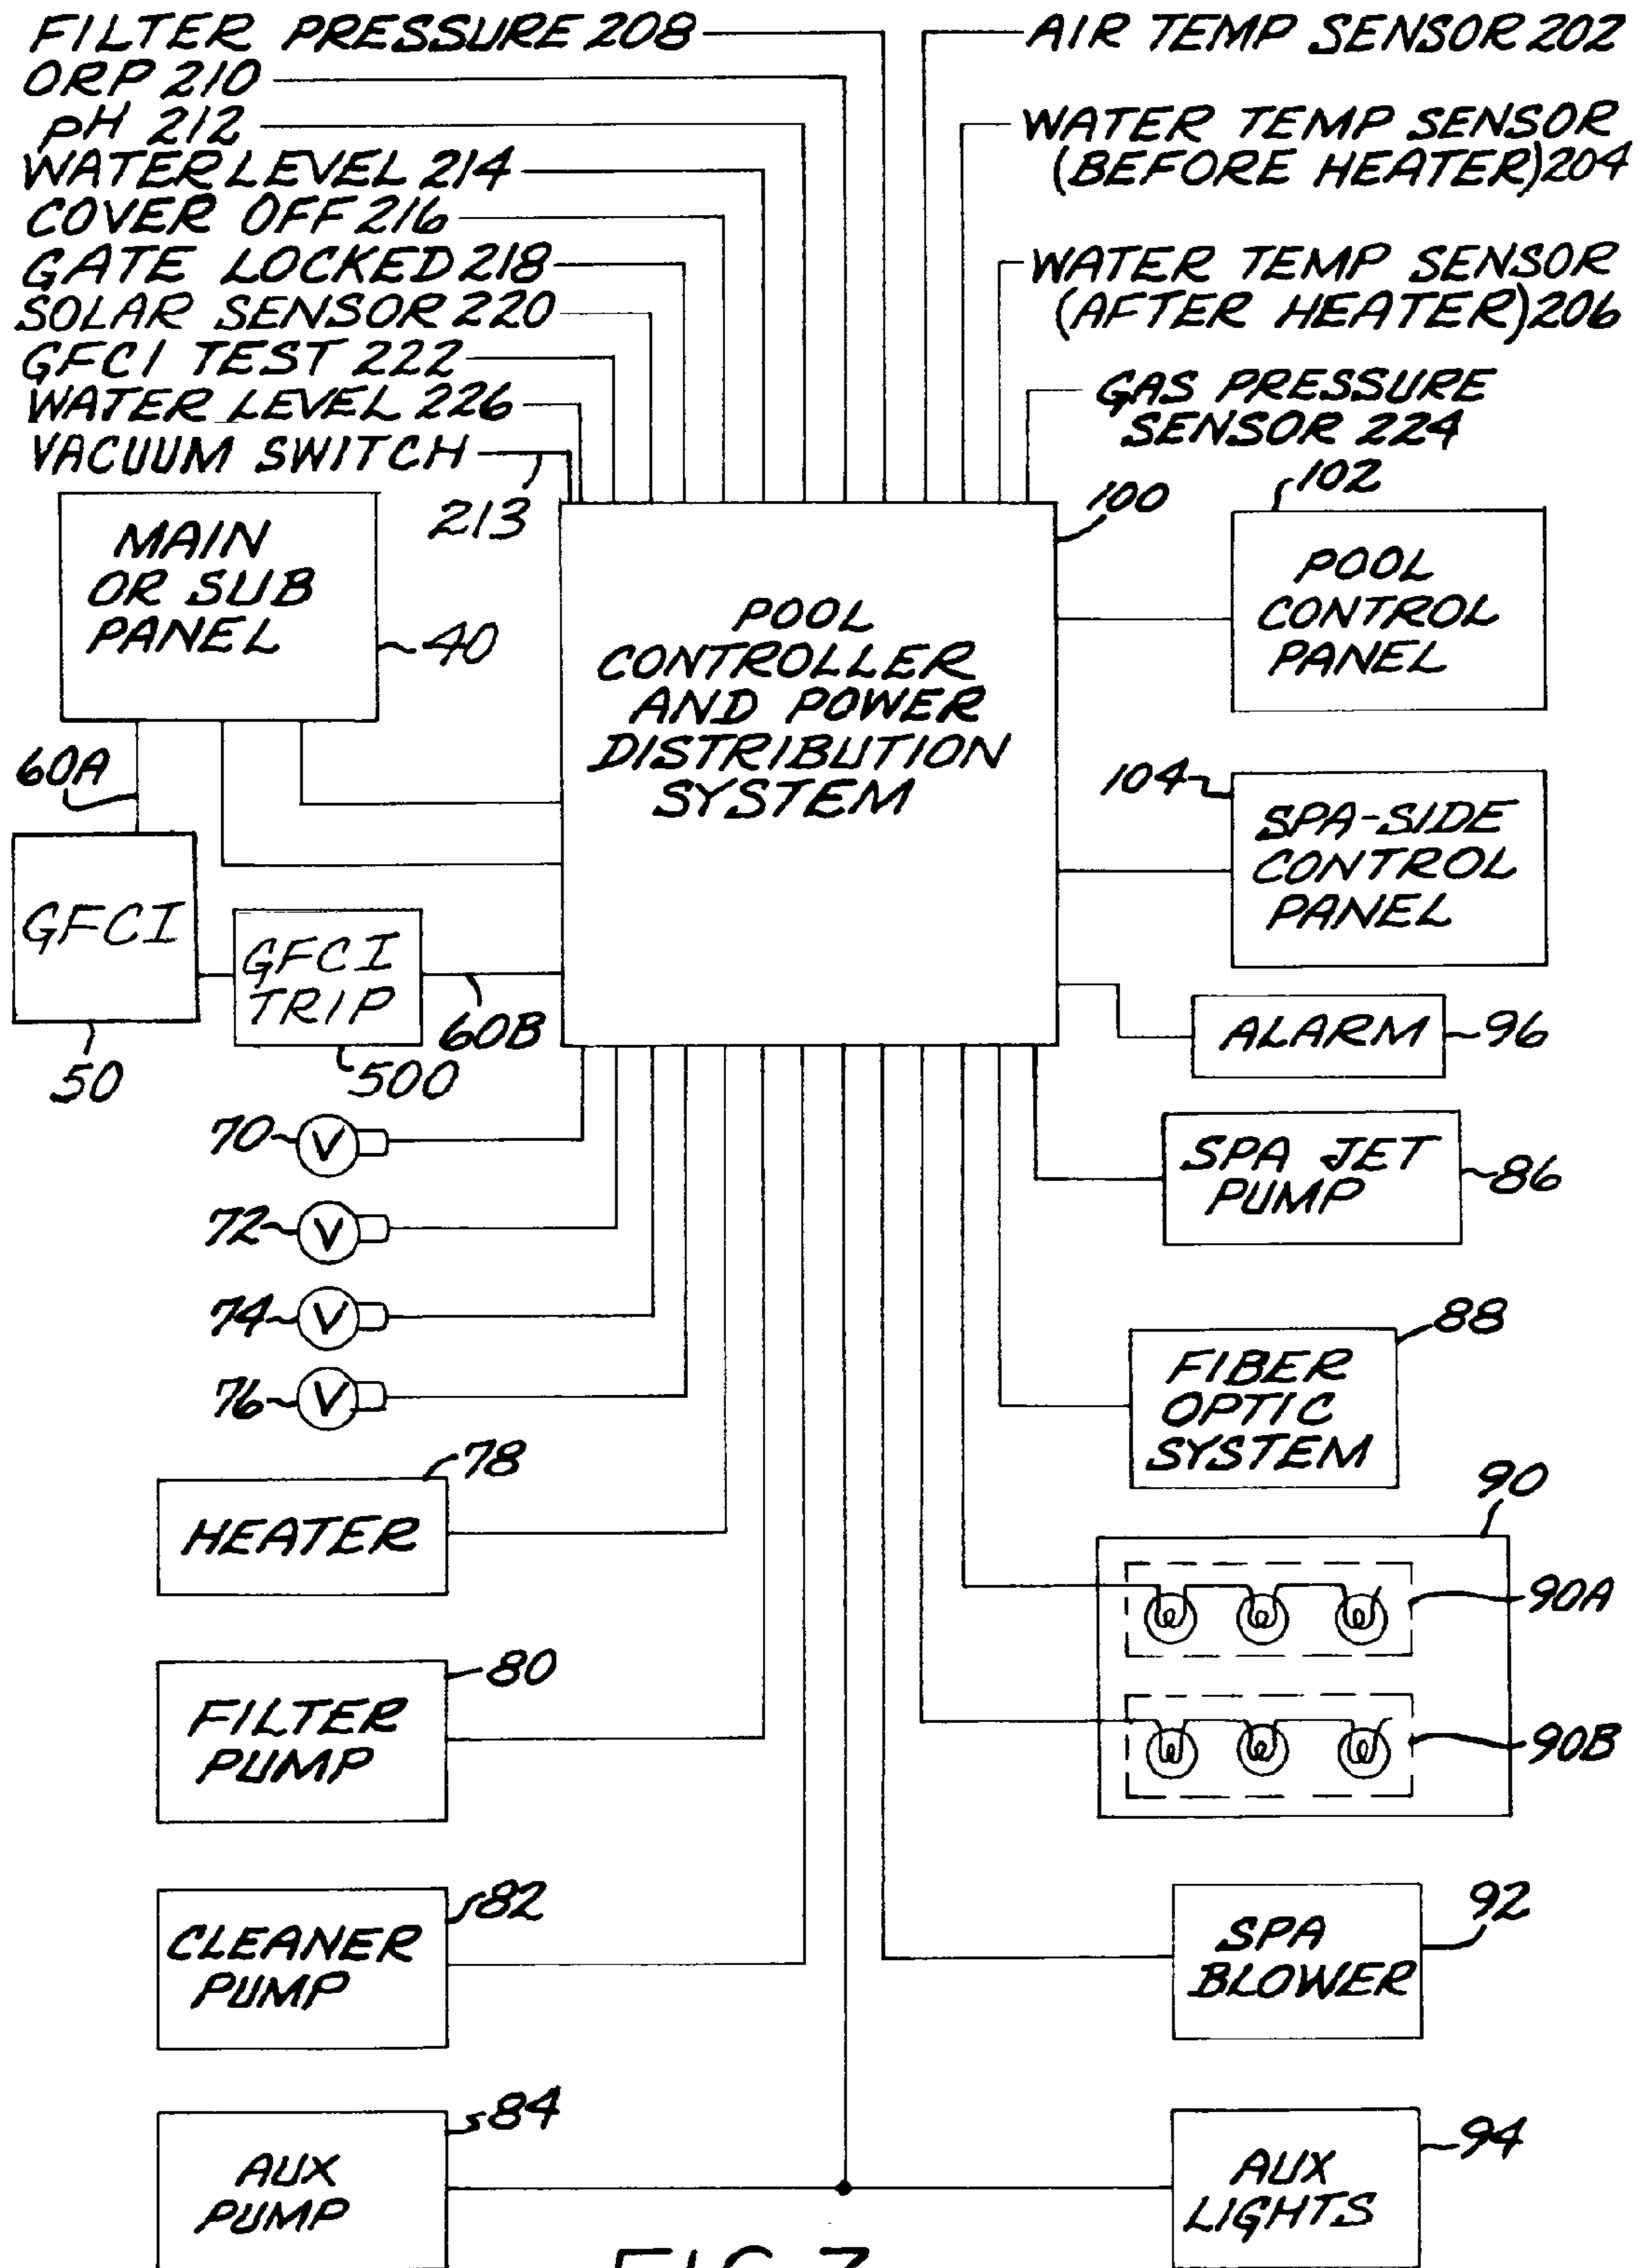 FILTER PRESSURE 208
ORP 210
pH 212
WATER LEVEL 214
COVER OFF 216
GATE LOCKED 218
SOLAR SENSOR 220
GFCI TEST 222
WATER LEVEL 226
VACUUM SWITCH
213
AIR TEMP SENSOR 202
WATER TEMP SENSOR
(BEFORE HEATER) 204
WATER TEMP SENSOR
(AFTER HEATER) 206
GAS PRESSURE
SENSOR 224
MAIN
OR SUB
PANEL
40
60A
GFCI
50
GFCI
TRIP
500
60B
POOL
CONTROLLER
AND POWER
DISTRIBUTION
SYSTEM
100
102
POOL
CONTROL
PANEL
104
SPA-SIDE
CONTROL
PANEL
ALARM
96
70
V
72
V
74
V
76
V
SPA JET
PUMP
86
88
FIBER
OPTIC
SYSTEM
78
HEATER
90
90A
90B
80
FILTER
PUMP
82
CLEANER
PUMP
92
SPA
BLOWER
84
AUX
PUMP
94
AUX
LIGHTS